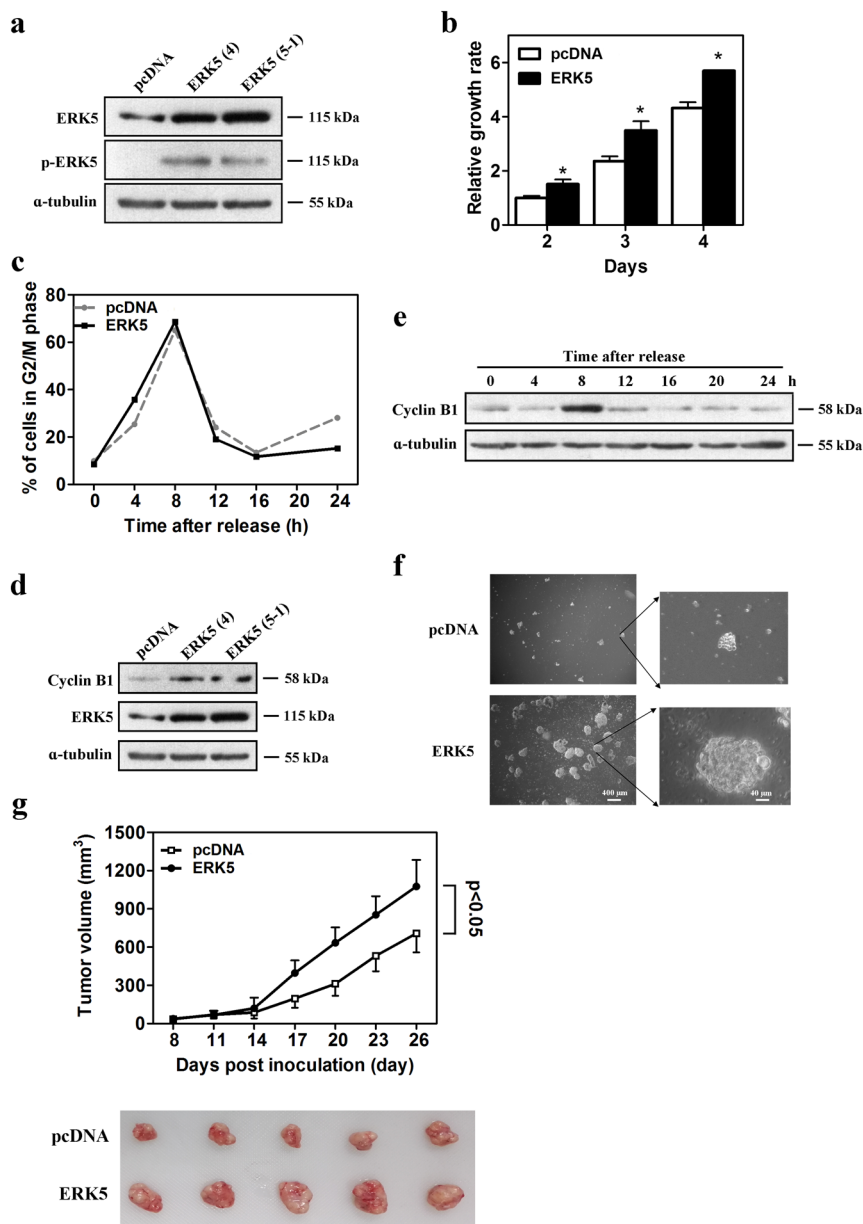 a
pcDNA
ERK5 (4)
ERK5 (5-1)
ERK5
115 kDa
p-ERK5
115 kDa
α-tubulin
55 kDa
b
pcDNA
ERK5
Relative growth rate
6
4
2
0
*
*
*
2 3 4
Days
c
% of cells in G2/M phase
80
60
40
20
0
pcDNA
ERK5
0 4 8 12 16 20 24
Time after release (h)
e
Time after release
0 4 8 12 16 20 24 h
Cyclin B1
58 kDa
α-tubulin
55 kDa
d
pcDNA
ERK5 (4)
ERK5 (5-1)
Cyclin B1
58 kDa
ERK5
115 kDa
α-tubulin
55 kDa
f
pcDNA
ERK5
400 μm
40 μm
g
Tumor volume (mm³)
1500
1200
900
600
300
0
pcDNA
ERK5
p<0.05
8 11 14 17 20 23 26
Days post inoculation (day)
pcDNA
ERK5